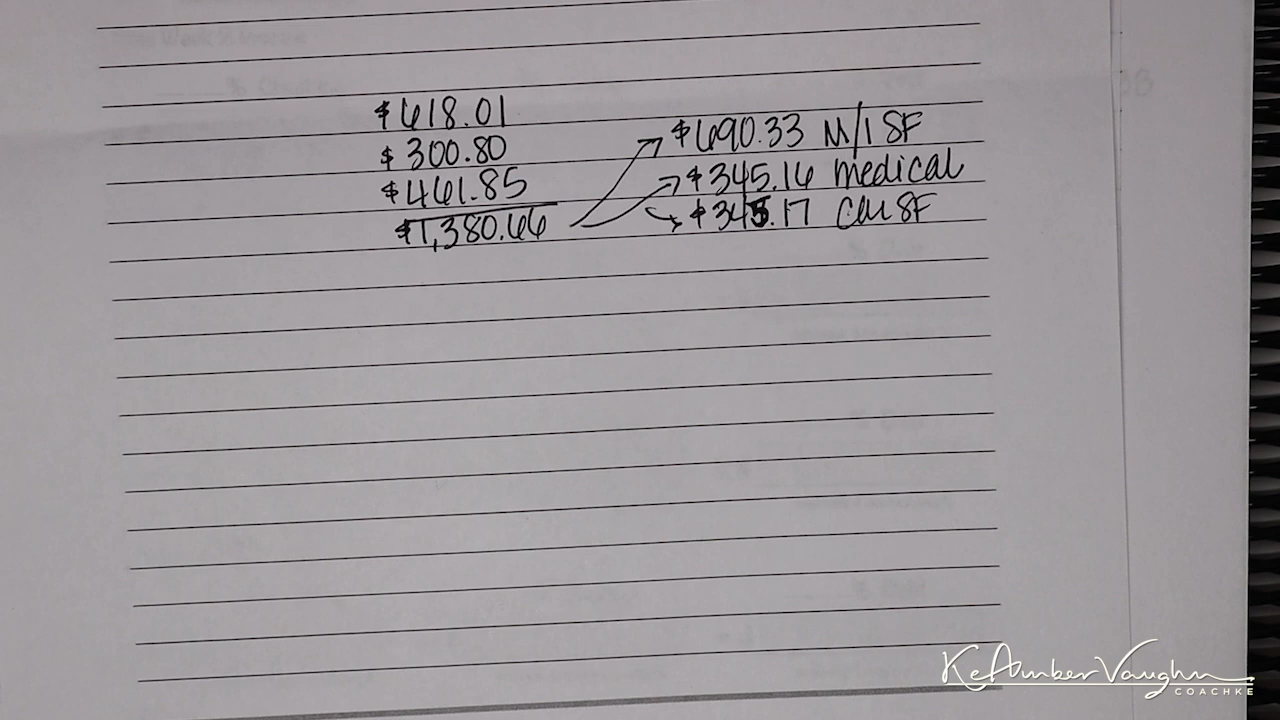 $618.01
$300.80
$461.85
$1,380.66
$690.33 M/I SF
$345.16 medical
$345.17 SF
KeAmber Vaughn
COACHKE